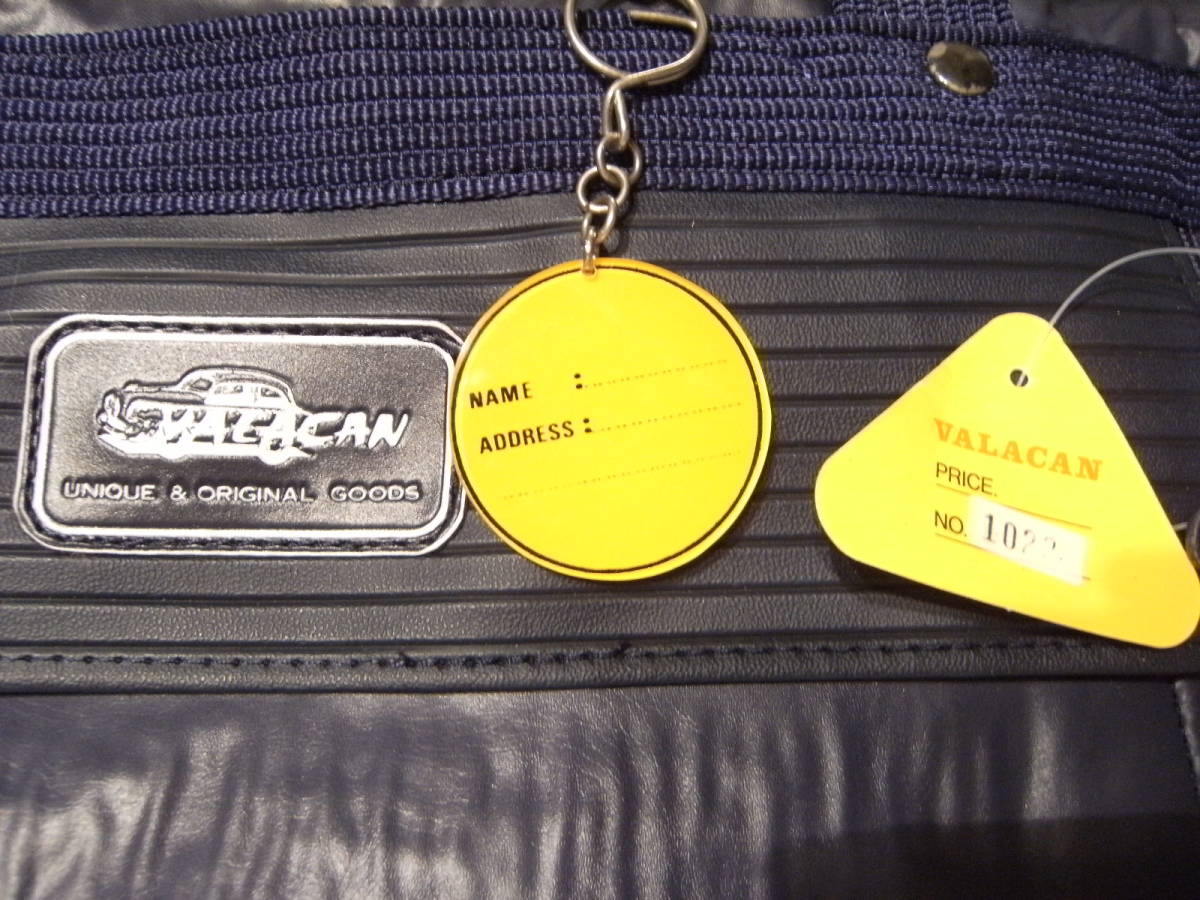 VALACAN
UNIQUE & ORIGINAL GOODS
NAME :
ADDRESS :
VALACAN
PRICE.
NO.